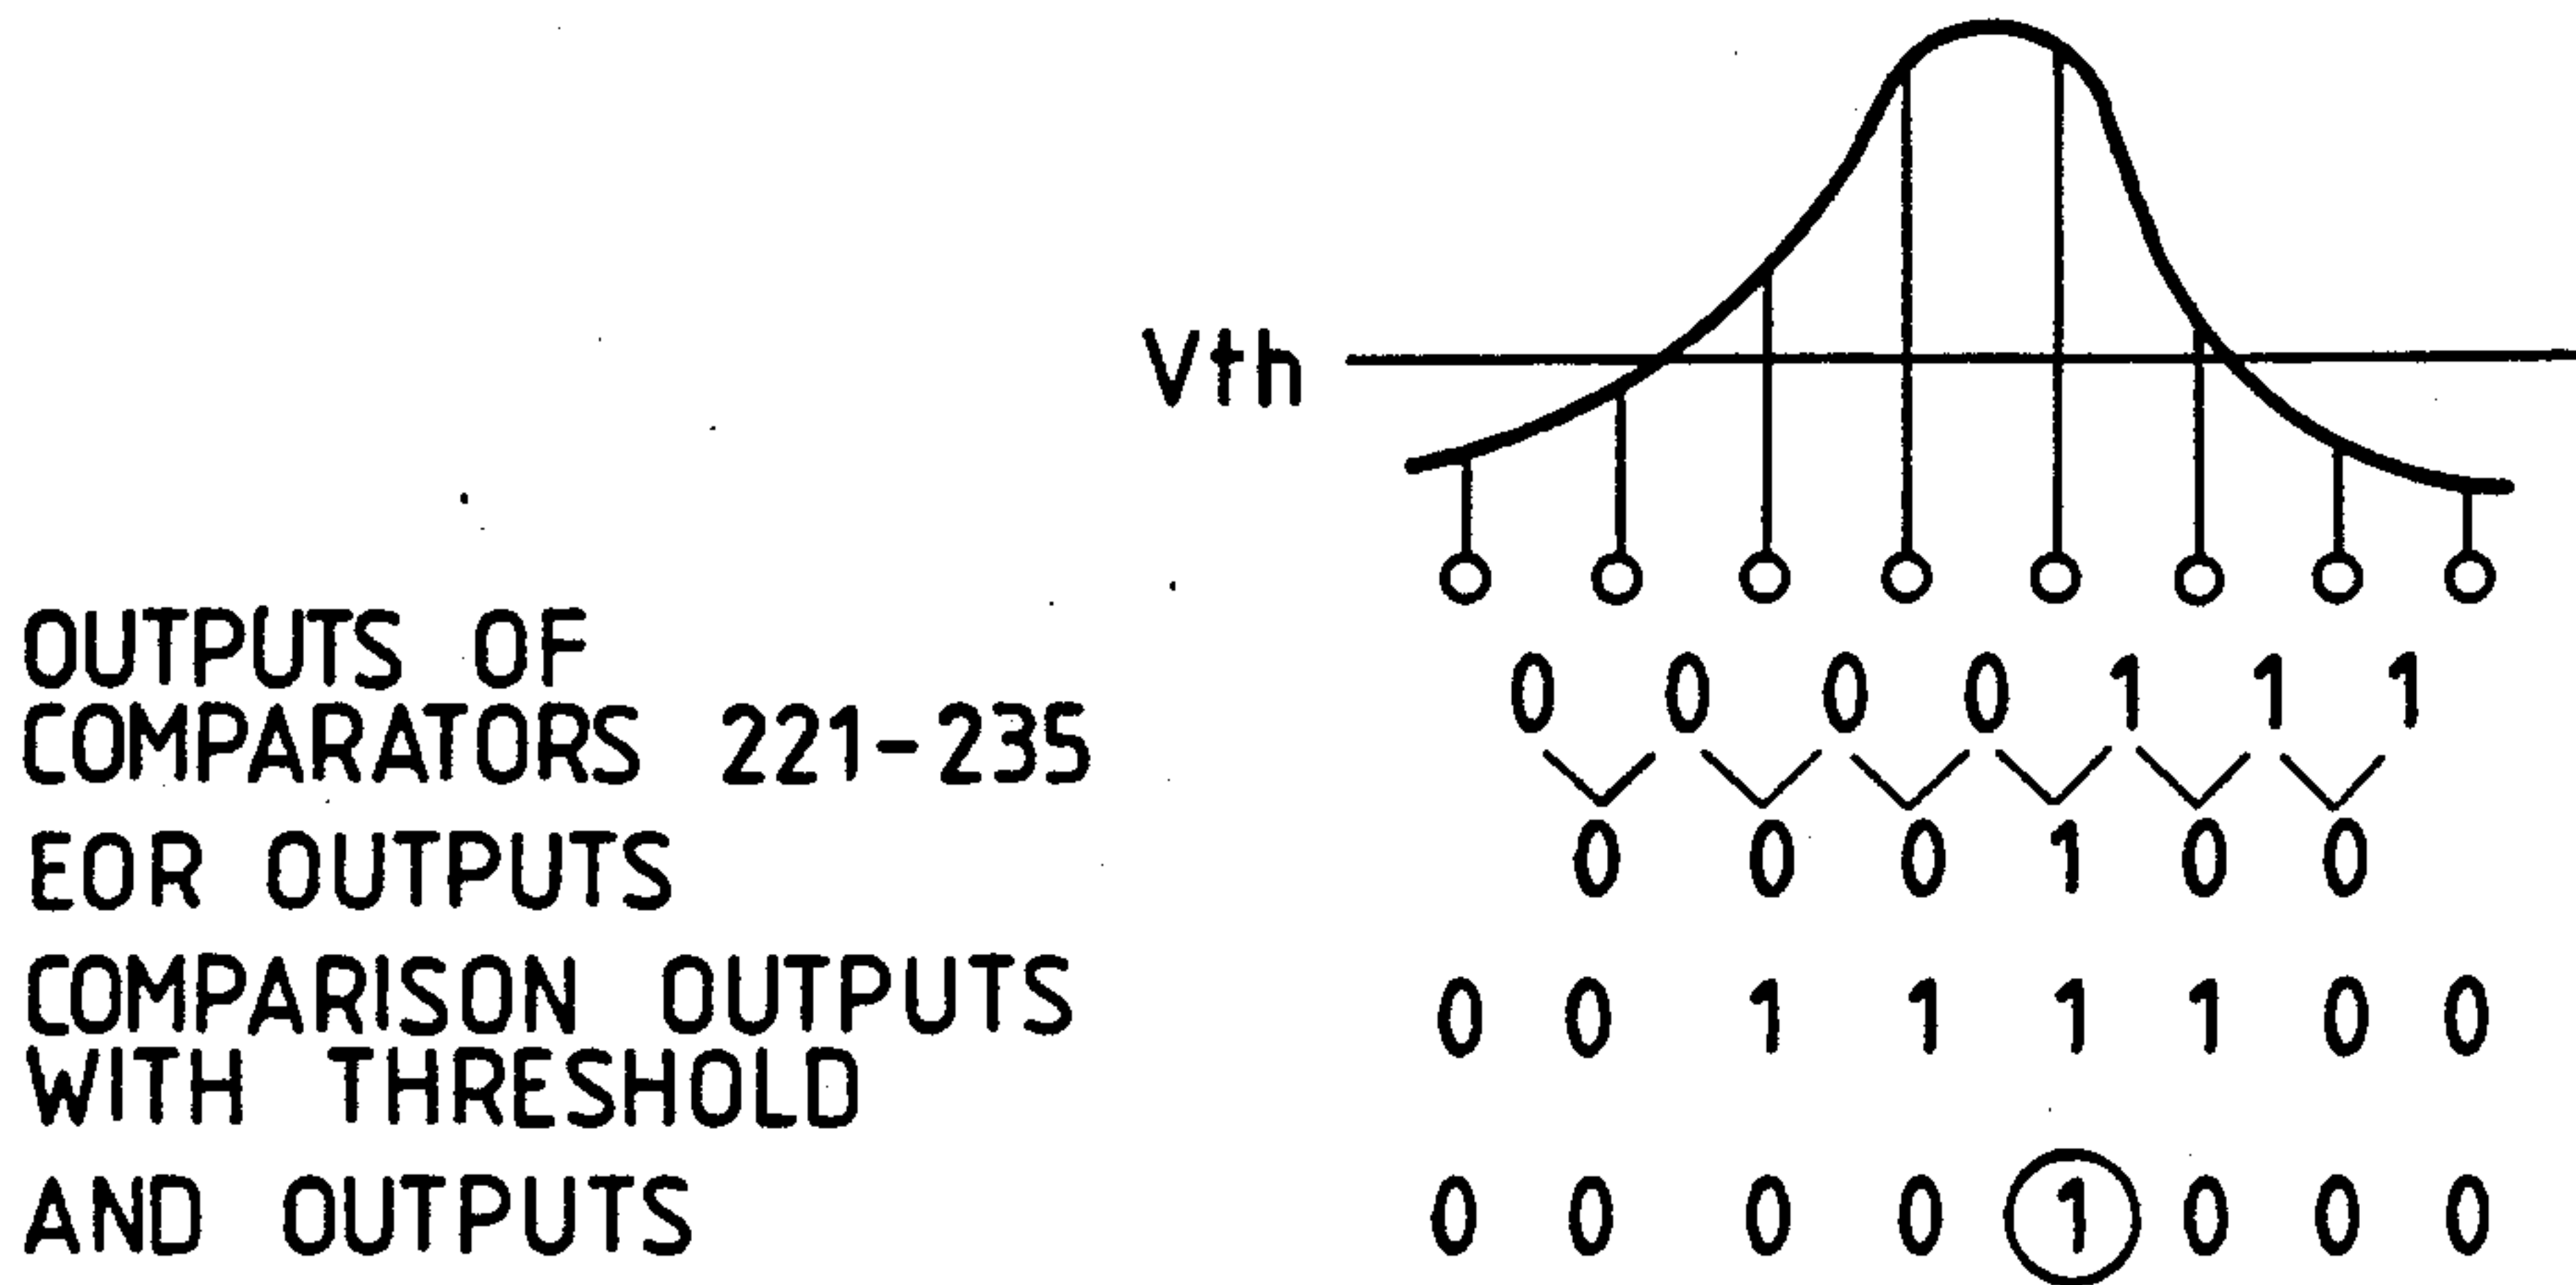 Vth
OUTPUTS OF
COMPARATORS 221-235
0 0 0 0 1 1 1
EOR OUTPUTS
0 0 0 1 0 0
COMPARISON OUTPUTS
WITH THRESHOLD
0 0 1 1 1 1 0 0
AND OUTPUTS
0 0 0 0 1 0 0 0